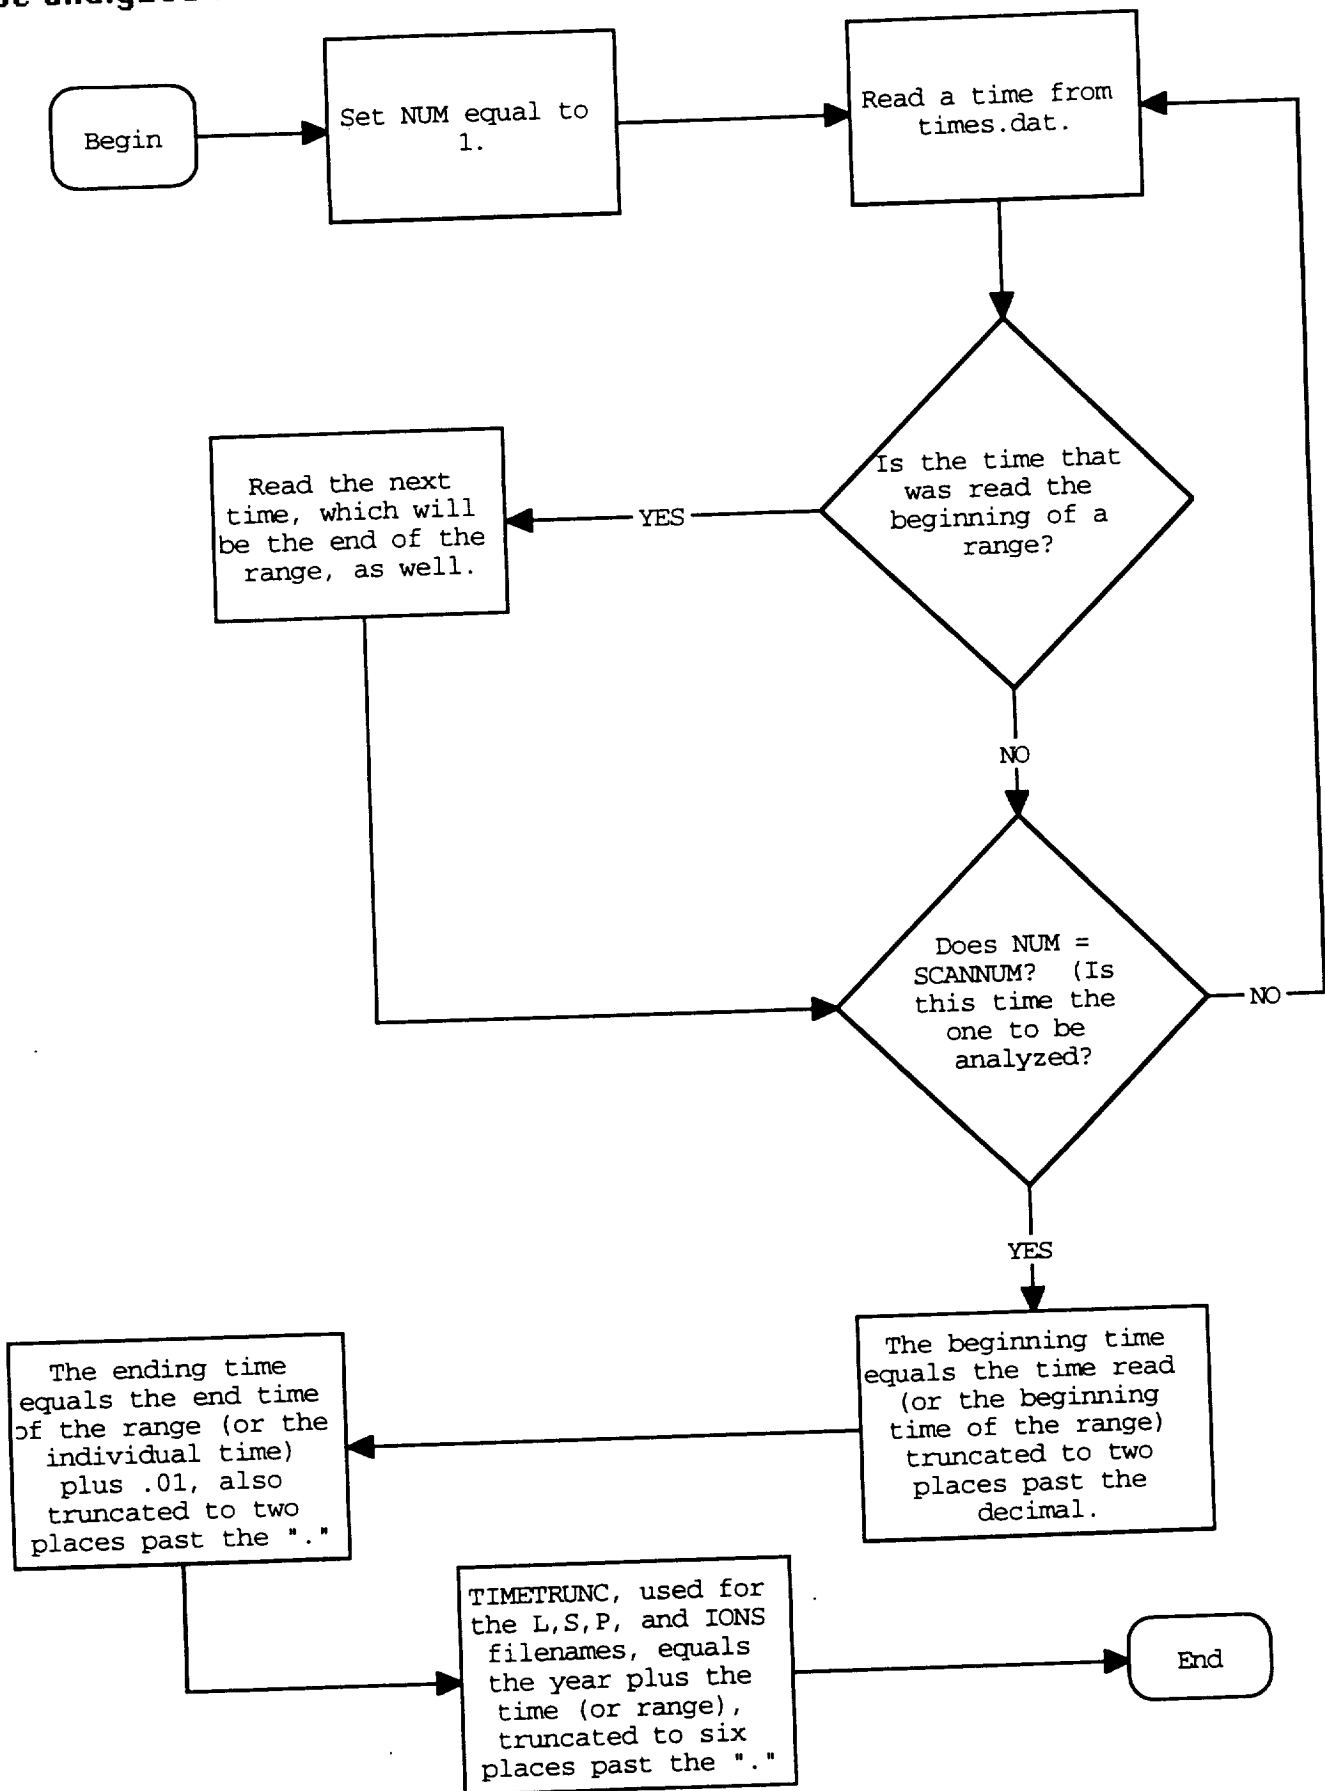 Begin
Set NUM equal to
1.
Read a time from
times.dat.
Is the time that
was read the
beginning of a
range?
YES
Read the next
time, which will
be the end of the
range, as well.
NO
Does NUM =
SCANNUM? (Is
this time the
one to be
analyzed?
NO
YES
The beginning time
equals the time read
(or the beginning
time of the range)
truncated to two
places past the
decimal.
The ending time
equals the end time
of the range (or the
individual time)
plus .01, also
truncated to two
places past the "."
TIMETRUNC, used for
the L,S,P, and IONS
filenames, equals
the year plus the
time (or range),
truncated to six
places past the "."
End